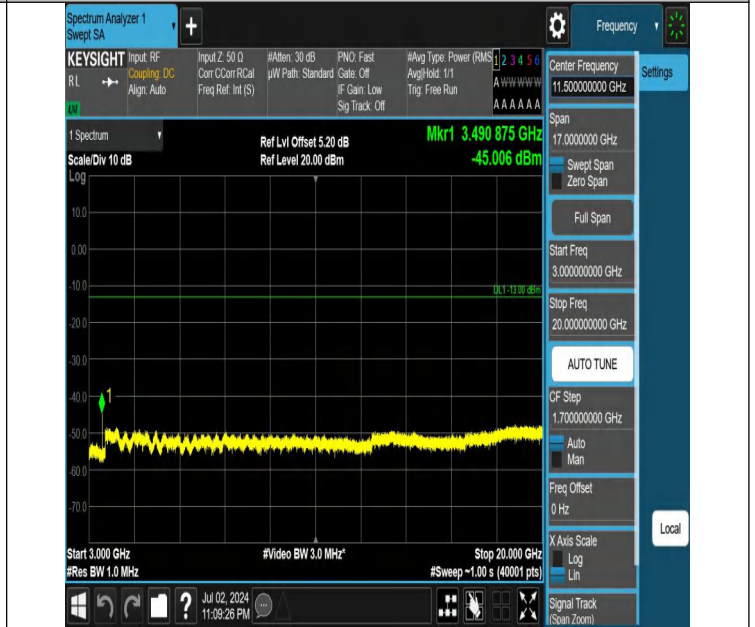 Spectrum Analyzer 1
Swept SA
Frequency
KEYSIGHT
RL
Input: RF
Coupling: DC
Align: Auto
Input Z: 50 Ω
Corr CCorr RCal
Freq Ref: Int (S)
#Atten: 30 dB
µW Path: Standard
PNO: Fast
Gate: Off
IF Gain: Low
Sig Track: Off
#Avg Type: Power (RMS
Avg|Hold: 1/1
Trig: Free Run
1 2 3 4 5 6
A W W W W W
A A A A A A
1 Spectrum
Scale/Div 10 dB
Log
Ref Lvl Offset 5.20 dB
Ref Level 20.00 dBm
Mkr1 3.490 875 GHz
-45.006 dBm
10.0
0.00
-10.0
-20.0
-30.0
-40.0
-50.0
-60.0
-70.0
DL1 -13.00 dBm
1
Start 3.000 GHz
#Res BW 1.0 MHz
#Video BW 3.0 MHz*
Stop 20.000 GHz
#Sweep ~1.00 s (40001 pts)
Jul 02, 2024
11:09:26 PM
Center Frequency
11.500000000 GHz
Settings
Span
17.0000000 GHz
Swept Span
Zero Span
Full Span
Start Freq
3.000000000 GHz
Stop Freq
20.000000000 GHz
AUTO TUNE
CF Step
1.700000000 GHz
Auto
Man
Freq Offset
0 Hz
X Axis Scale
Log
Lin
Local
Signal Track
(Span Zoom)